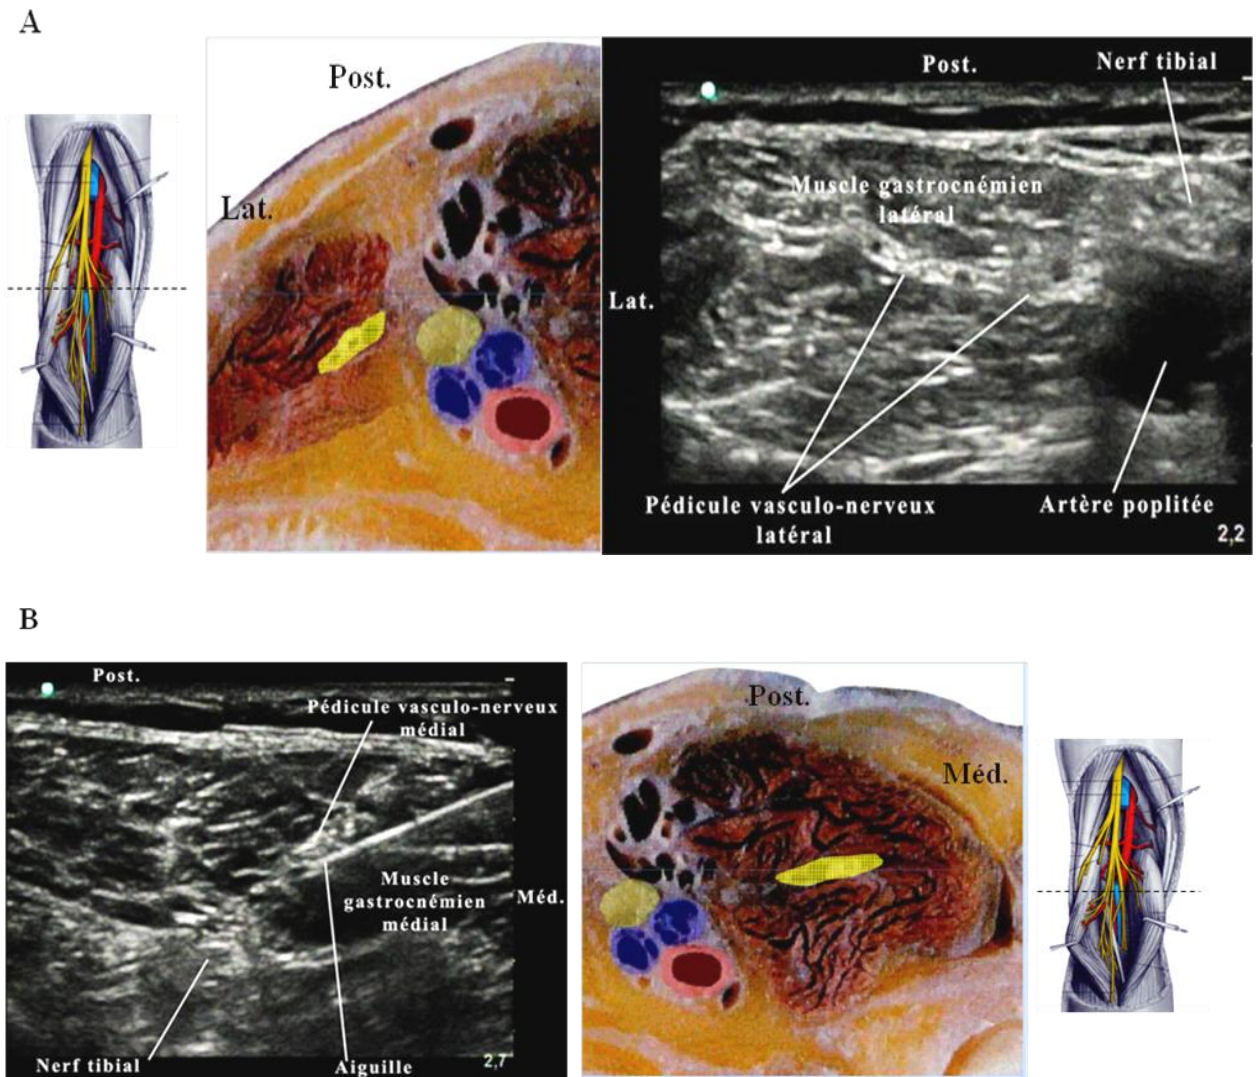 A
Post.
Lat.
Post.
Nerf tibial
Muscle gastrocnémien
latéral
Lat.
Pédicule vasculo-nerveux
latéral
Artère poplitée
2,2
B
Post.
Pédicule vasculo-nerveux
médial
Muscle
gastrocnémien
médial
Méd.
Nerf tibial
Aiguille
2,7
Post.
Méd.